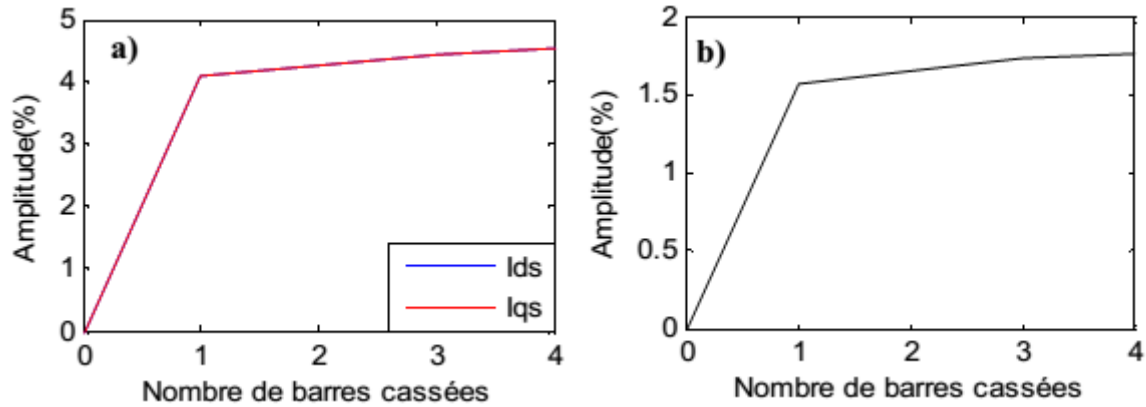 a)
Amplitude(%)
5
4
3
2
1
0
0 1 2 3 4
Nombre de barres cassées
Ids
Iqs
b)
Amplitude(%)
2
1.5
1
0.5
0
0 1 2 3 4
Nombre de barres cassées